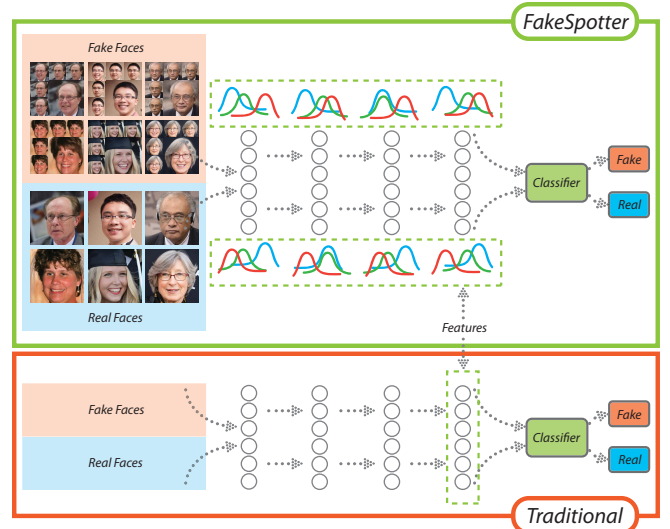 FakeSpotter
Fake Faces
Real Faces
Classifier
Fake
Real
Features
Fake Faces
Real Faces
Classifier
Fake
Real
Traditional